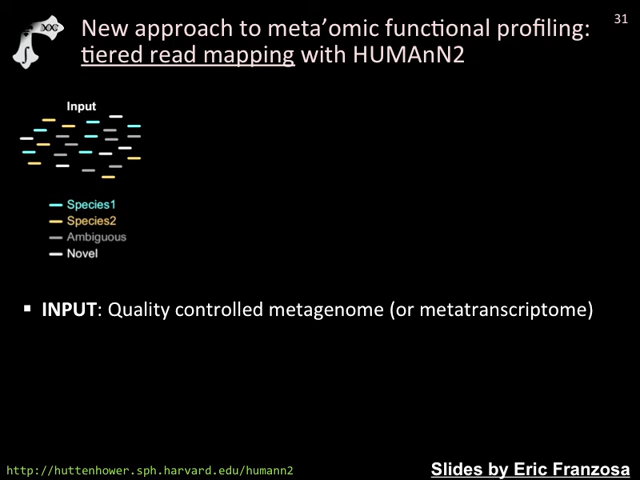 New approach to meta'omic functional profiling:
31
tiered read mapping with HUMAnN2
Input
Species1
Species2
Ambiguous
Novel
▪ INPUT: Quality controlled metagenome (or metatranscriptome)
http://huttenhower.sph.harvard.edu/humann2
Slides by Eric Franzosa